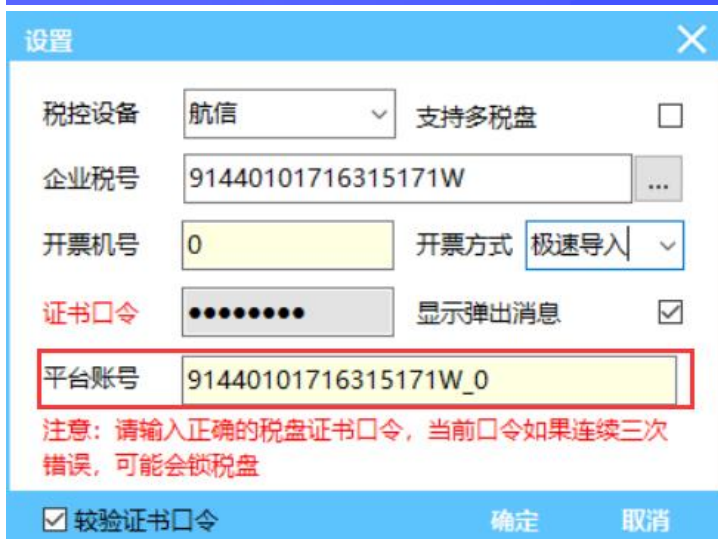 设置
税控设备 航信 支持多税盘
企业税号 91440101716315171W ...
开票机号 0 开票方式 极速导入
证书口令 ●●●●●●●● 显示弹出消息
平台账号 91440101716315171W_0
注意：请输入正确的税盘证书口令，当前口令如果连续三次
错误，可能会锁税盘
较验证书口令 确定 取消